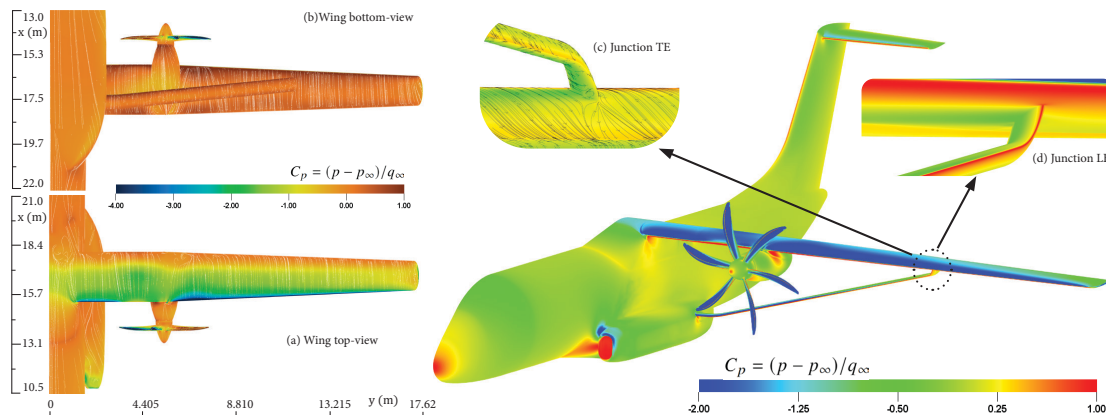 13.0
x (m)
15.3
17.5
19.7
22.0
(b)Wing bottom-view
C_p = (p − p_∞)/q_∞
-4.00 -3.00 -2.00 -1.00 0.00 1.00
21.0
x (m)
18.4
15.7
13.1
10.5
(a) Wing top-view
0 4.405 8.810 13.215 y (m) 17.62
(c) Junction TE
(d) Junction LE
C_p = (p − p_∞)/q_∞
-2.00 -1.25 -0.50 0.25 1.00